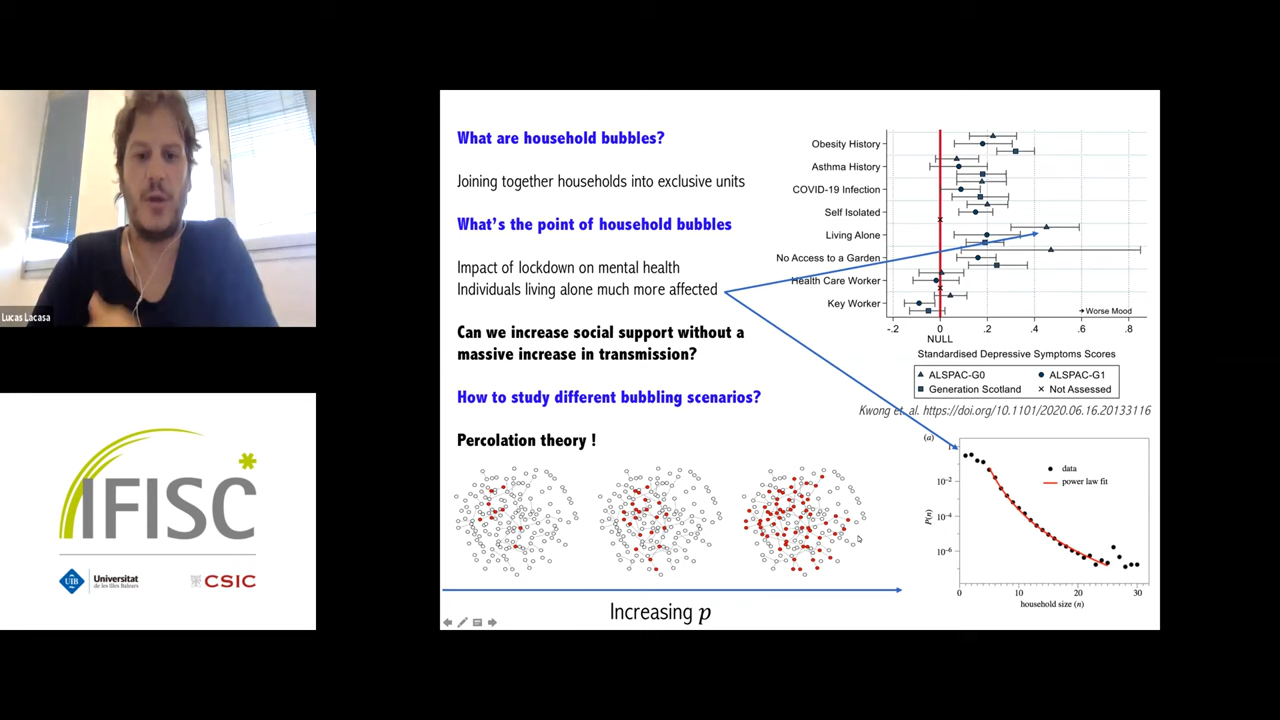 Lucas Lacasa
IFISC
UIB
Universitat
de les Illes Balears
CSIC
What are household bubbles?
Joining together households into exclusive units
What's the point of household bubbles
Impact of lockdown on mental health
Individuals living alone much more affected
Can we increase social support without a
massive increase in transmission?
How to study different bubbling scenarios?
Percolation theory !
Increasing p
Obesity History
Asthma History
COVID-19 Infection
Self Isolated
Living Alone
No Access to a Garden
Health Care Worker
Key Worker
Worse Mood
-.2 0 .2 .4 .6 .8
NULL
Standardised Depressive Symptoms Scores
ALSPAC-G0 ALSPAC-G1
Generation Scotland Not Assessed
Kwong et. al. https://doi.org/10.1101/2020.06.16.20133116
(a)
1
data
10⁻²
power law fit
P(n)
10⁻⁴
10⁻⁶
0 10 20 30
household size (n)